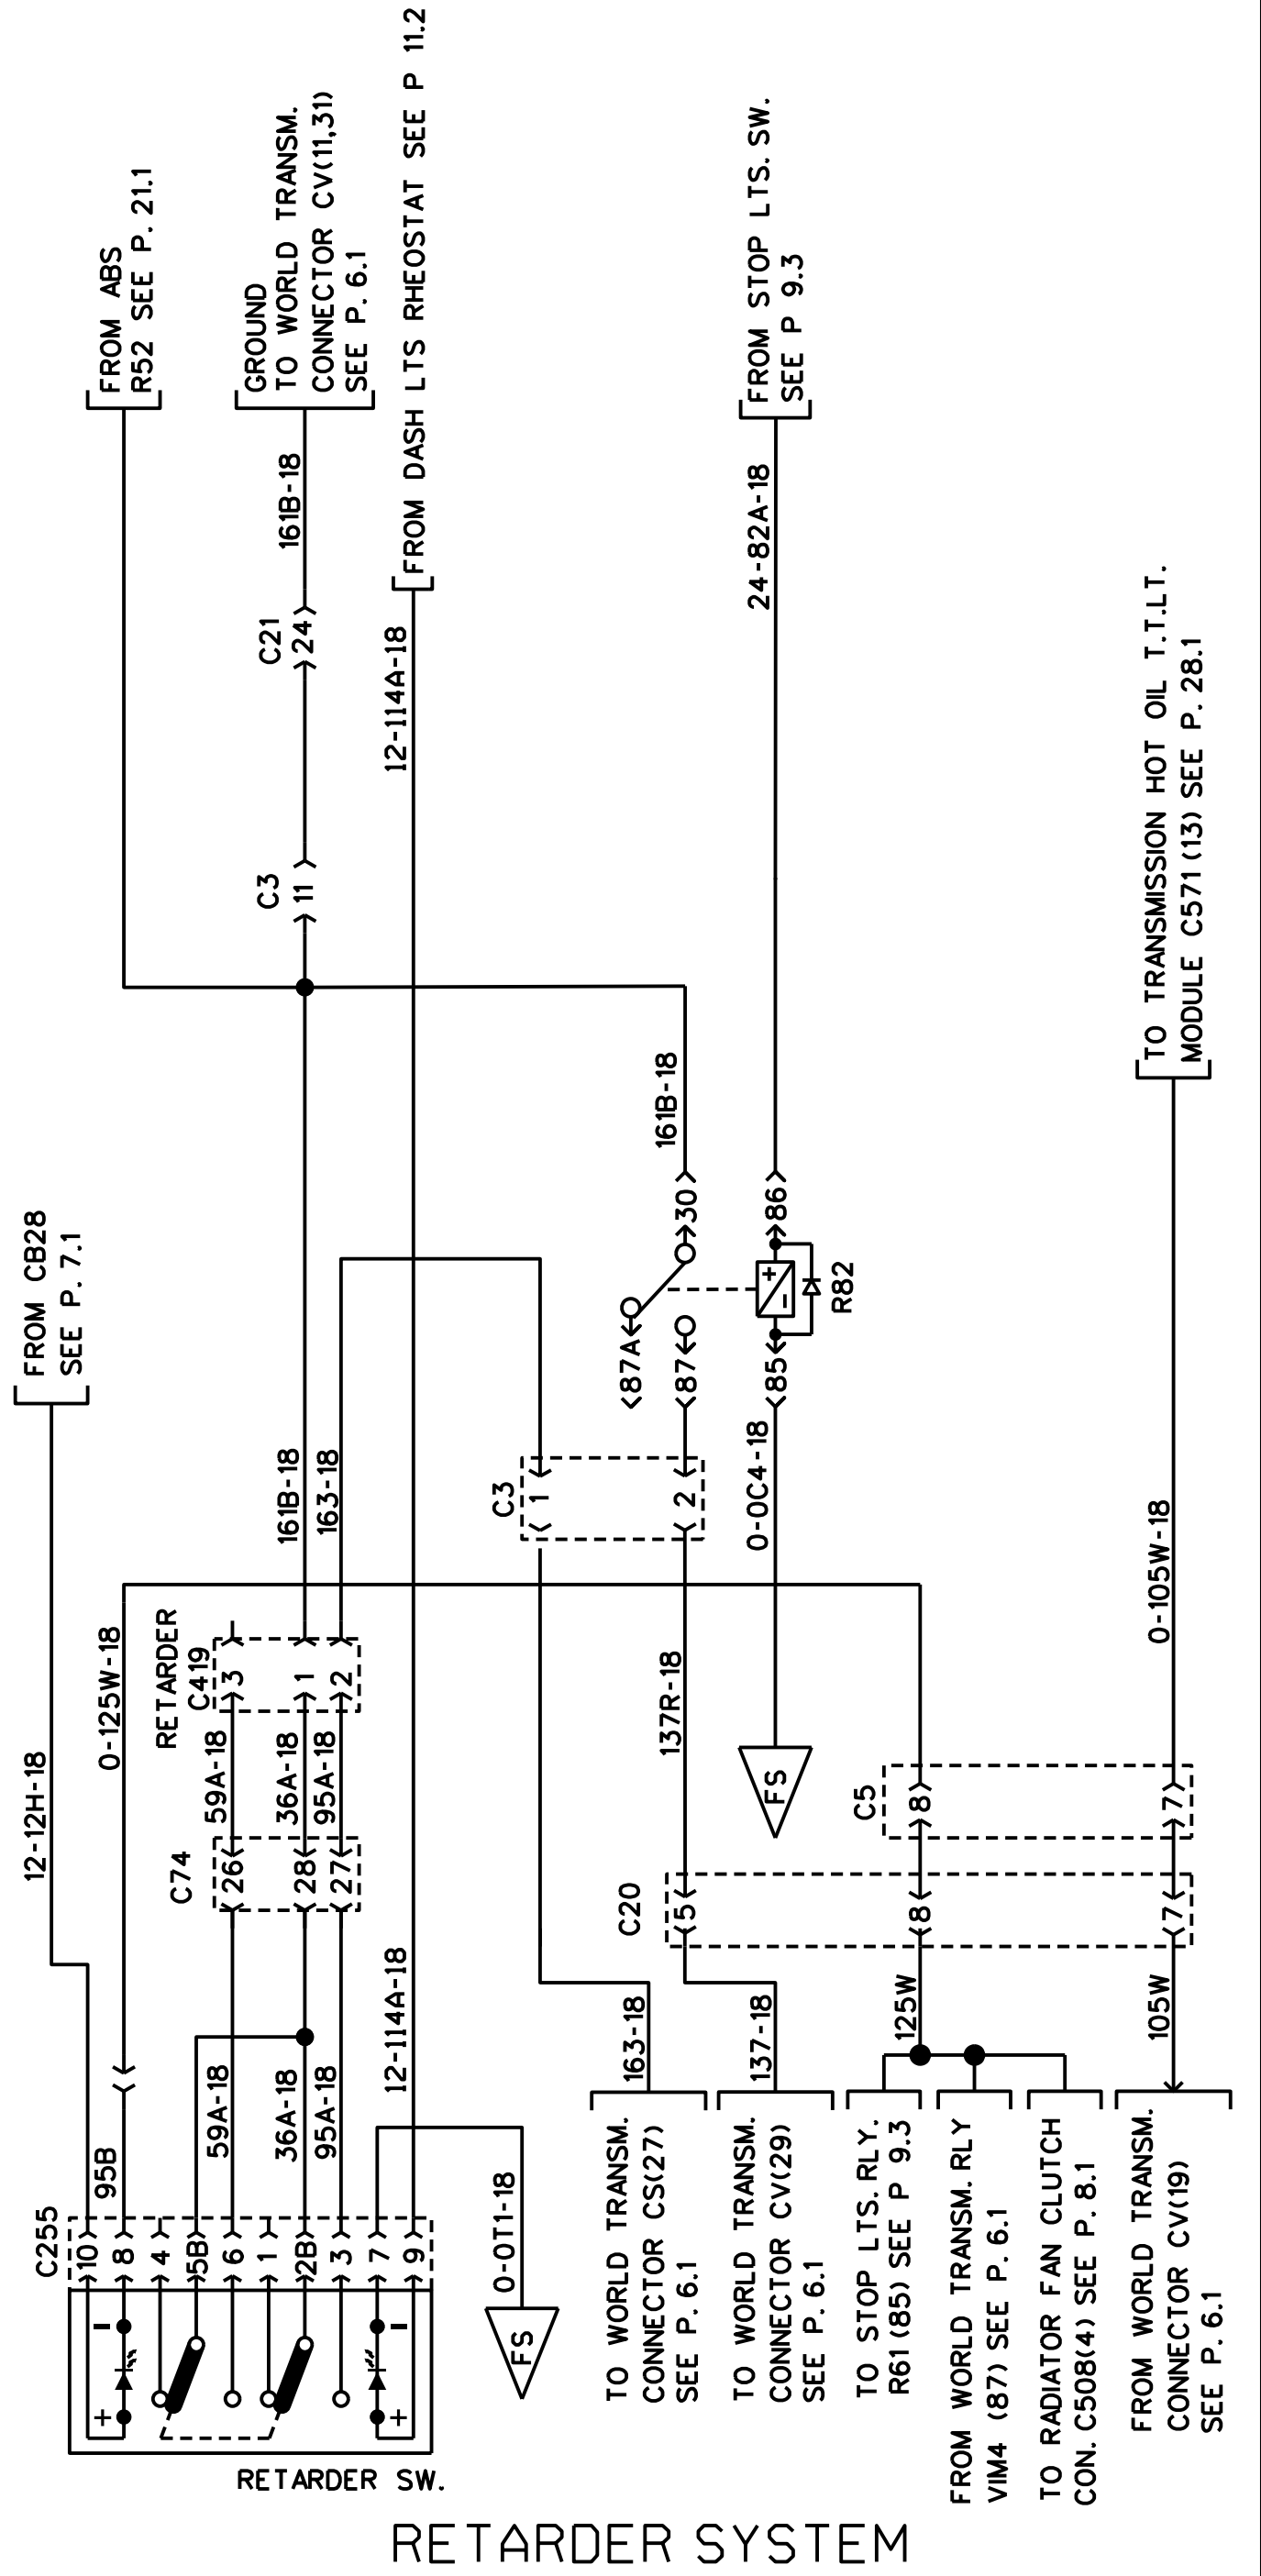 RETARDER SYSTEM
RETARDER SW.
C255
10
8
4
5B
6
1
2B
3
7
9
+
-
+
-
95B
12-12H-18
FROM CB28
SEE P. 7.1
0-125W-18
RETARDER
C419
3
1
2
C74
26
28
27
59A-18
36A-18
95A-18
59A-18
36A-18
95A-18
161B-18
163-18
12-114A-18
0-0T1-18
FS
FROM ABS
R52 SEE P. 21.1
GROUND
TO WORLD TRANSM.
CONNECTOR CV(11,31)
SEE P. 6.1
161B-18
C21
24
C3
11
FROM DASH LTS RHEOSTAT SEE P 11.2
12-114A-18
FROM STOP LTS. SW.
SEE P 9.3
24-82A-18
161B-18
30
87A
87
86
85
+
-
R82
C3
1
2
0-0C4-18
FS
137R-18
C20
5
8
7
C5
8
7
0-105W-18
TO TRANSMISSION HOT OIL T.T.LT.
MODULE C571 (13) SEE P. 28.1
163-18
137-18
125W
105W
TO WORLD TRANSM.
CONNECTOR CS(27)
SEE P. 6.1
TO WORLD TRANSM.
CONNECTOR CV(29)
SEE P. 6.1
TO STOP LTS. RLY.
R61 (85) SEE P 9.3
FROM WORLD TRANSM. RLY
VIM4 (87) SEE P. 6.1
TO RADIATOR FAN CLUTCH
CON. C508(4) SEE P. 8.1
FROM WORLD TRANSM.
CONNECTOR CV(19)
SEE P. 6.1